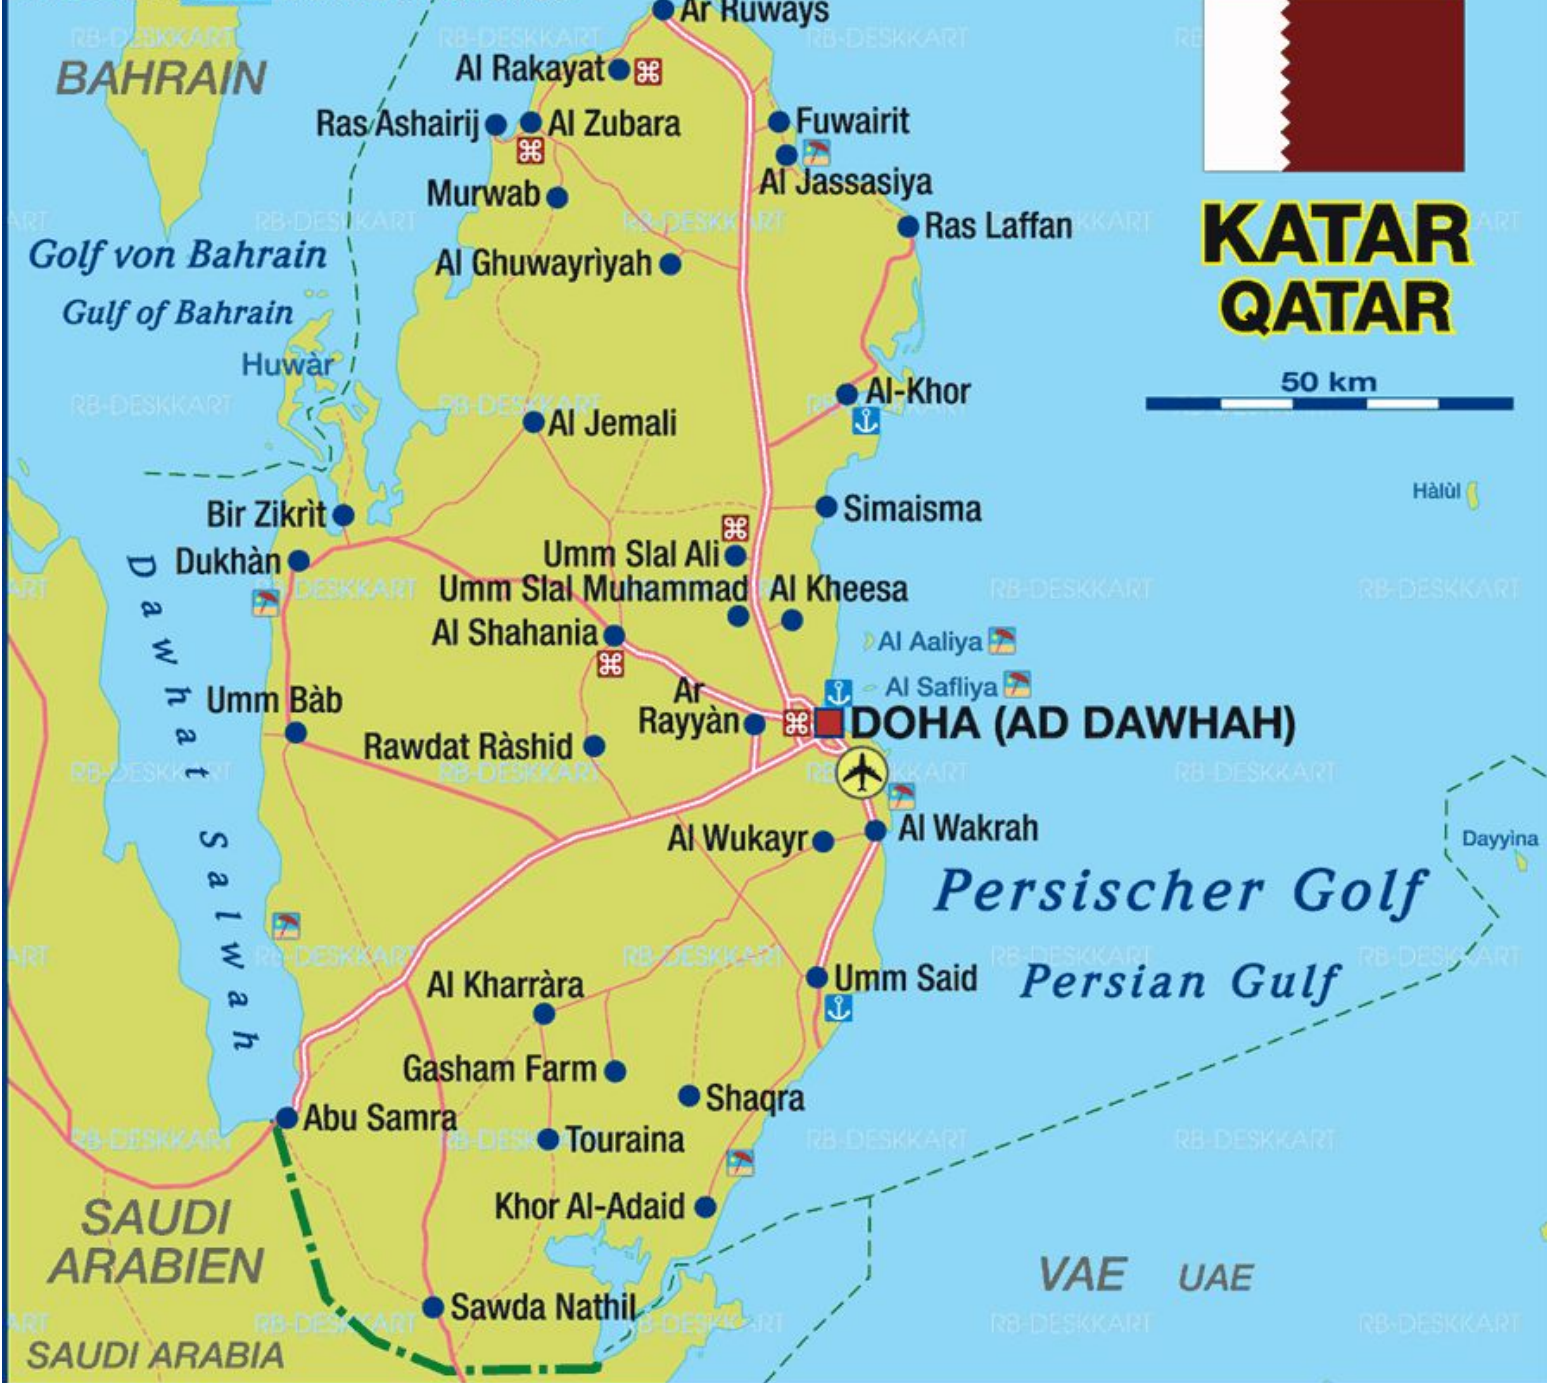 Ar Ruways
BAHRAIN
Al Rakayat
Ras Ashairij
Al Zubara
Fuwairit
Al Jassasiya
Murwab
Ras Laffan
KATAR
QATAR
Golf von Bahrain
Gulf of Bahrain
Al Ghuwayrìyah
Huwàr
50 km
Al-Khor
Al Jemali
Hàlùl
Bir Zikrìt
Simaisma
Dukhàn
Umm Slal Ali
Umm Slal Muhammad
Al Kheesa
Dawhat Salwah
Al Shahania
Al Aaliya
Al Safliya
Umm Bàb
Ar
Rayyàn
DOHA (AD DAWHAH)
Rawdat Ràshid
Al Wukayr
Al Wakrah
Dayyìna
Persischer Golf
Persian Gulf
Al Kharràra
Umm Said
Gasham Farm
Shaqra
Abu Samra
Touraina
Khor Al-Adaid
SAUDI
ARABIEN
SAUDI ARABIA
Sawda Nathil
VAE UAE
RB-DESKKART